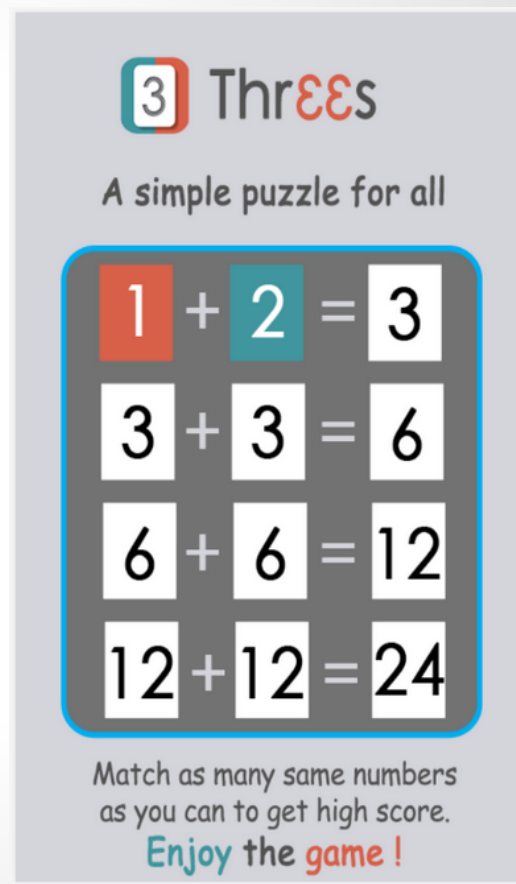 3 Thrεεs
A simple puzzle for all
1 + 2 = 3
3 + 3 = 6
6 + 6 = 12
12 + 12 = 24
Match as many same numbers
as you can to get high score.
Enjoy the game !